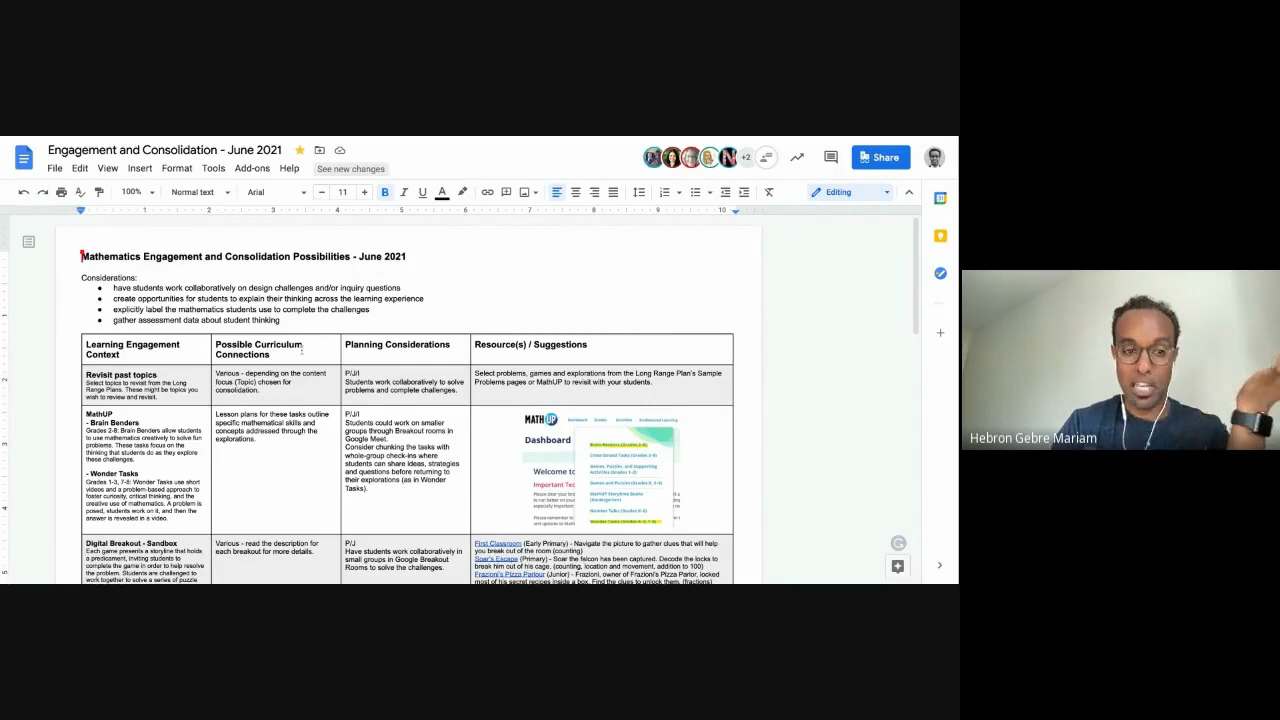 Engagement and Consolidation - June 2021
File Edit View Insert Format Tools Add-ons Help See new changes
+2
Share
100% Normal text Arial 11 Editing
1 2 3 4 5 6 7 8 9 10
Mathematics Engagement and Consolidation Possibilities - June 2021
Considerations:
● have students work collaboratively on design challenges and/or inquiry questions
● create opportunities for students to explain their thinking across the learning experience
● explicitly label the mathematics students use to complete the challenges
● gather assessment data about student thinking
Learning Engagement
Context
Possible Curriculum
Connections
Planning Considerations
Resource(s) / Suggestions
Revisit past topics
Select topics to revisit from the Long
Range Plans. These might be topics you
wish to review and revisit.
Various - depending on the content
focus (Topic) chosen for
consolidation.
P/J/I
Students work collaboratively to solve
problems and complete challenges.
Select problems, games and explorations from the Long Range Plan's Sample
Problems pages or MathUP to revisit with your students.
MathUP
- Brain Benders
Grades 2-8: Brain Benders allow students
to use mathematics creatively to solve fun
problems. These tasks focus on the
thinking that students do as they explore
these challenges.
- Wonder Tasks
Grades 1-3, 7-8: Wonder Tasks use short
videos and a problem-based approach to
foster curiosity, critical thinking, and the
creative use of mathematics. A problem is
posed, students work on it, and then the
answer is revealed in a video.
Lesson plans for these tasks outline
specific mathematical skills and
concepts addressed through the
explorations.
P/J/I
Students could work on smaller
groups through Breakout rooms in
Google Meet.
Consider chunking the tasks with
whole-group check-ins where
students can share ideas, strategies
and questions before returning to
their explorations (as in Wonder
Tasks).
MATHUP
Dashboard Grades Activities Professional Learning
Dashboard
Welcome to
Important Tec
Digital Breakout - Sandbox
Each game presents a storyline that holds
a predicament, inviting students to
complete the game in order to help resolve
the problem. Students are challenged to
work together to solve a series of puzzle
Various - read the description for
each breakout for more details.
P/J
Have students work collaboratively in
small groups in Google Breakout
Rooms to solve the challenges.
First Classroom (Early Primary) - Navigate the picture to gather clues that will help
you break out of the room (counting)
Soar's Escape (Primary) - Soar the falcon has been captured. Decode the locks to
break him out of his cage. (counting, location and movement, addition to 100)
Frazioni's Pizza Parlour (Junior) - Frazioni, owner of Frazioni's Pizza Parlor, locked
most of his secret recipes inside a box. Find the clues to unlock them. (fractions)
Hebron Gebre Mariam